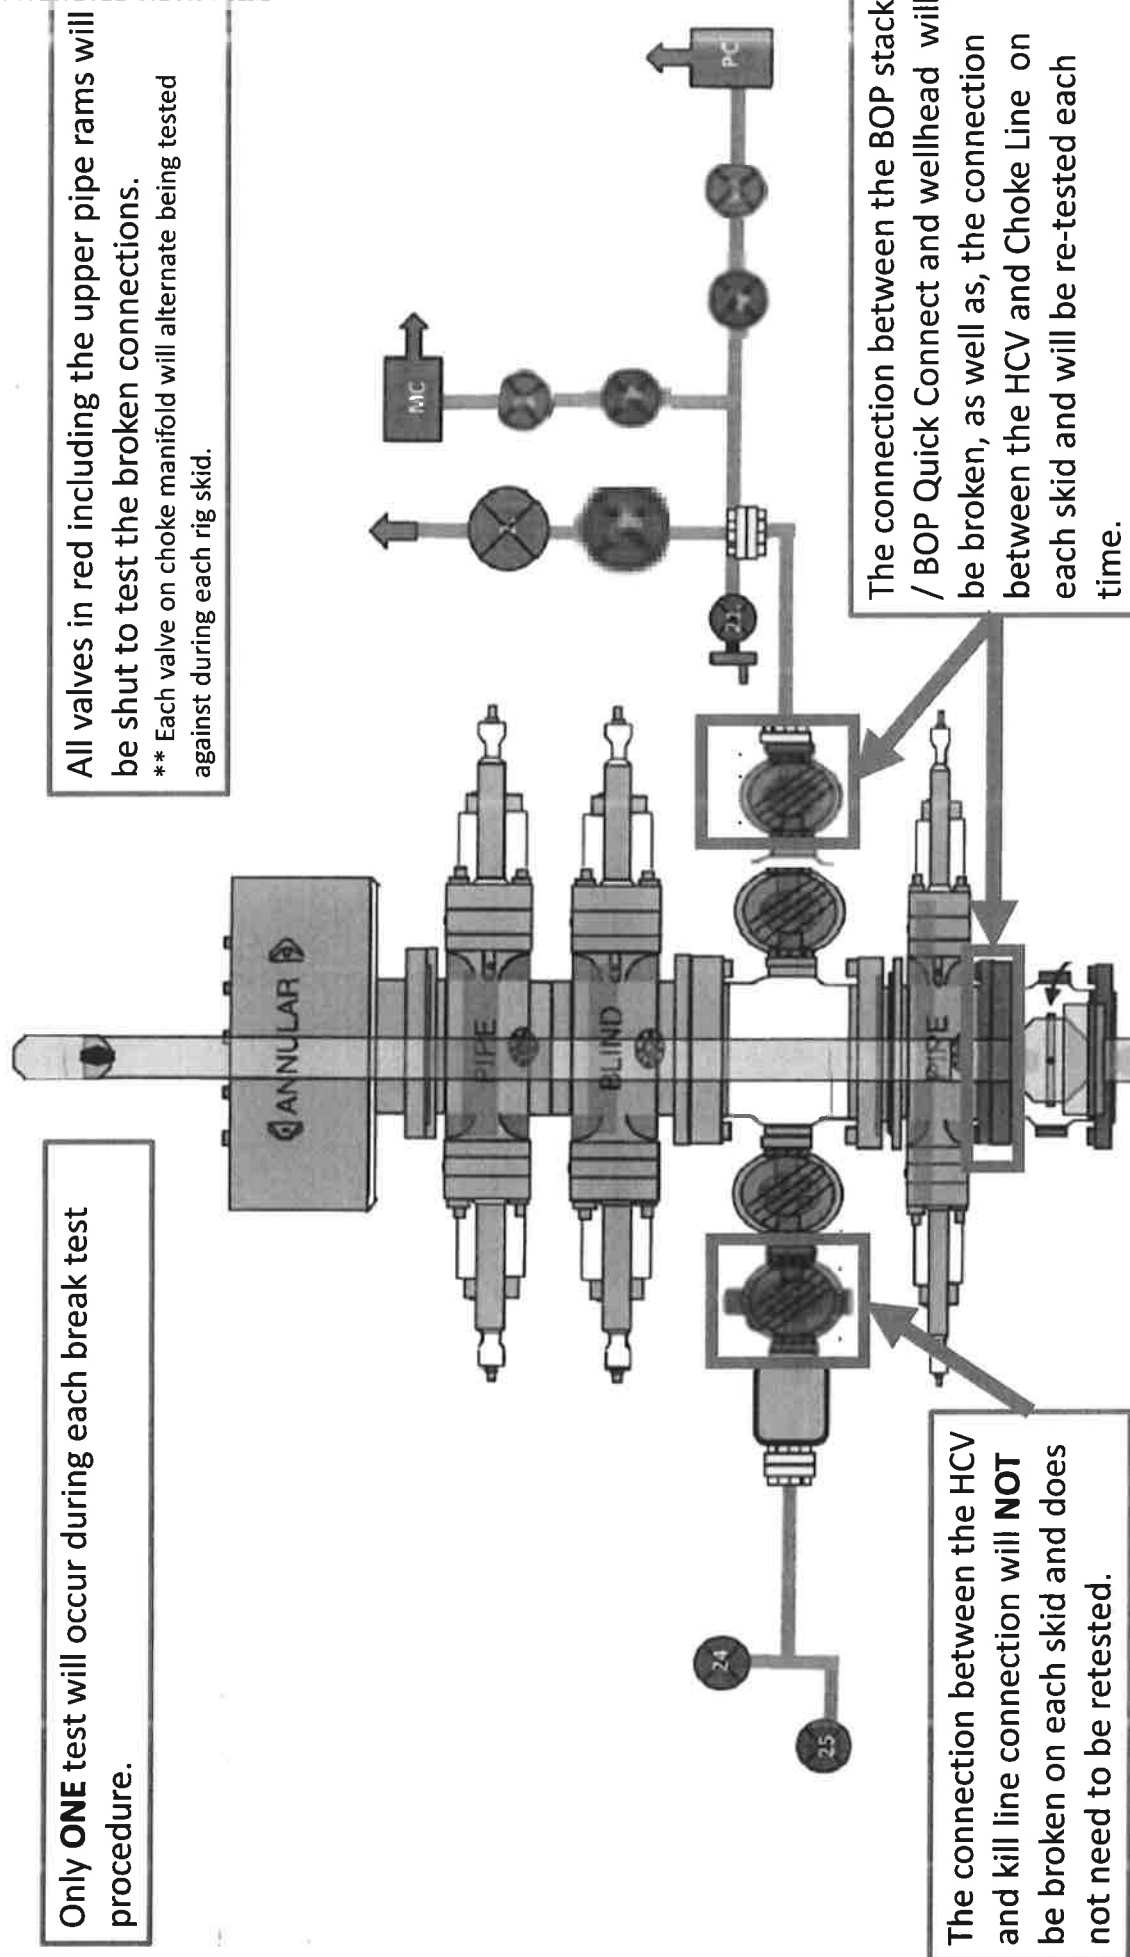 Only ONE test will occur during each break test
procedure.
All valves in red including the upper pipe rams will
be shut to test the broken connections.
** Each valve on choke manifold will alternate being tested
against during each rig skid.
ANNULAR
PIPE
BLIND
PIPE
MC
PC
24
25
The connection between the HCV
and kill line connection will NOT
be broken on each skid and does
not need to be retested.
The connection between the BOP stack
/ BOP Quick Connect and wellhead will
be broken, as well as, the connection
between the HCV and Choke Line on
each skid and will be re-tested each
time.